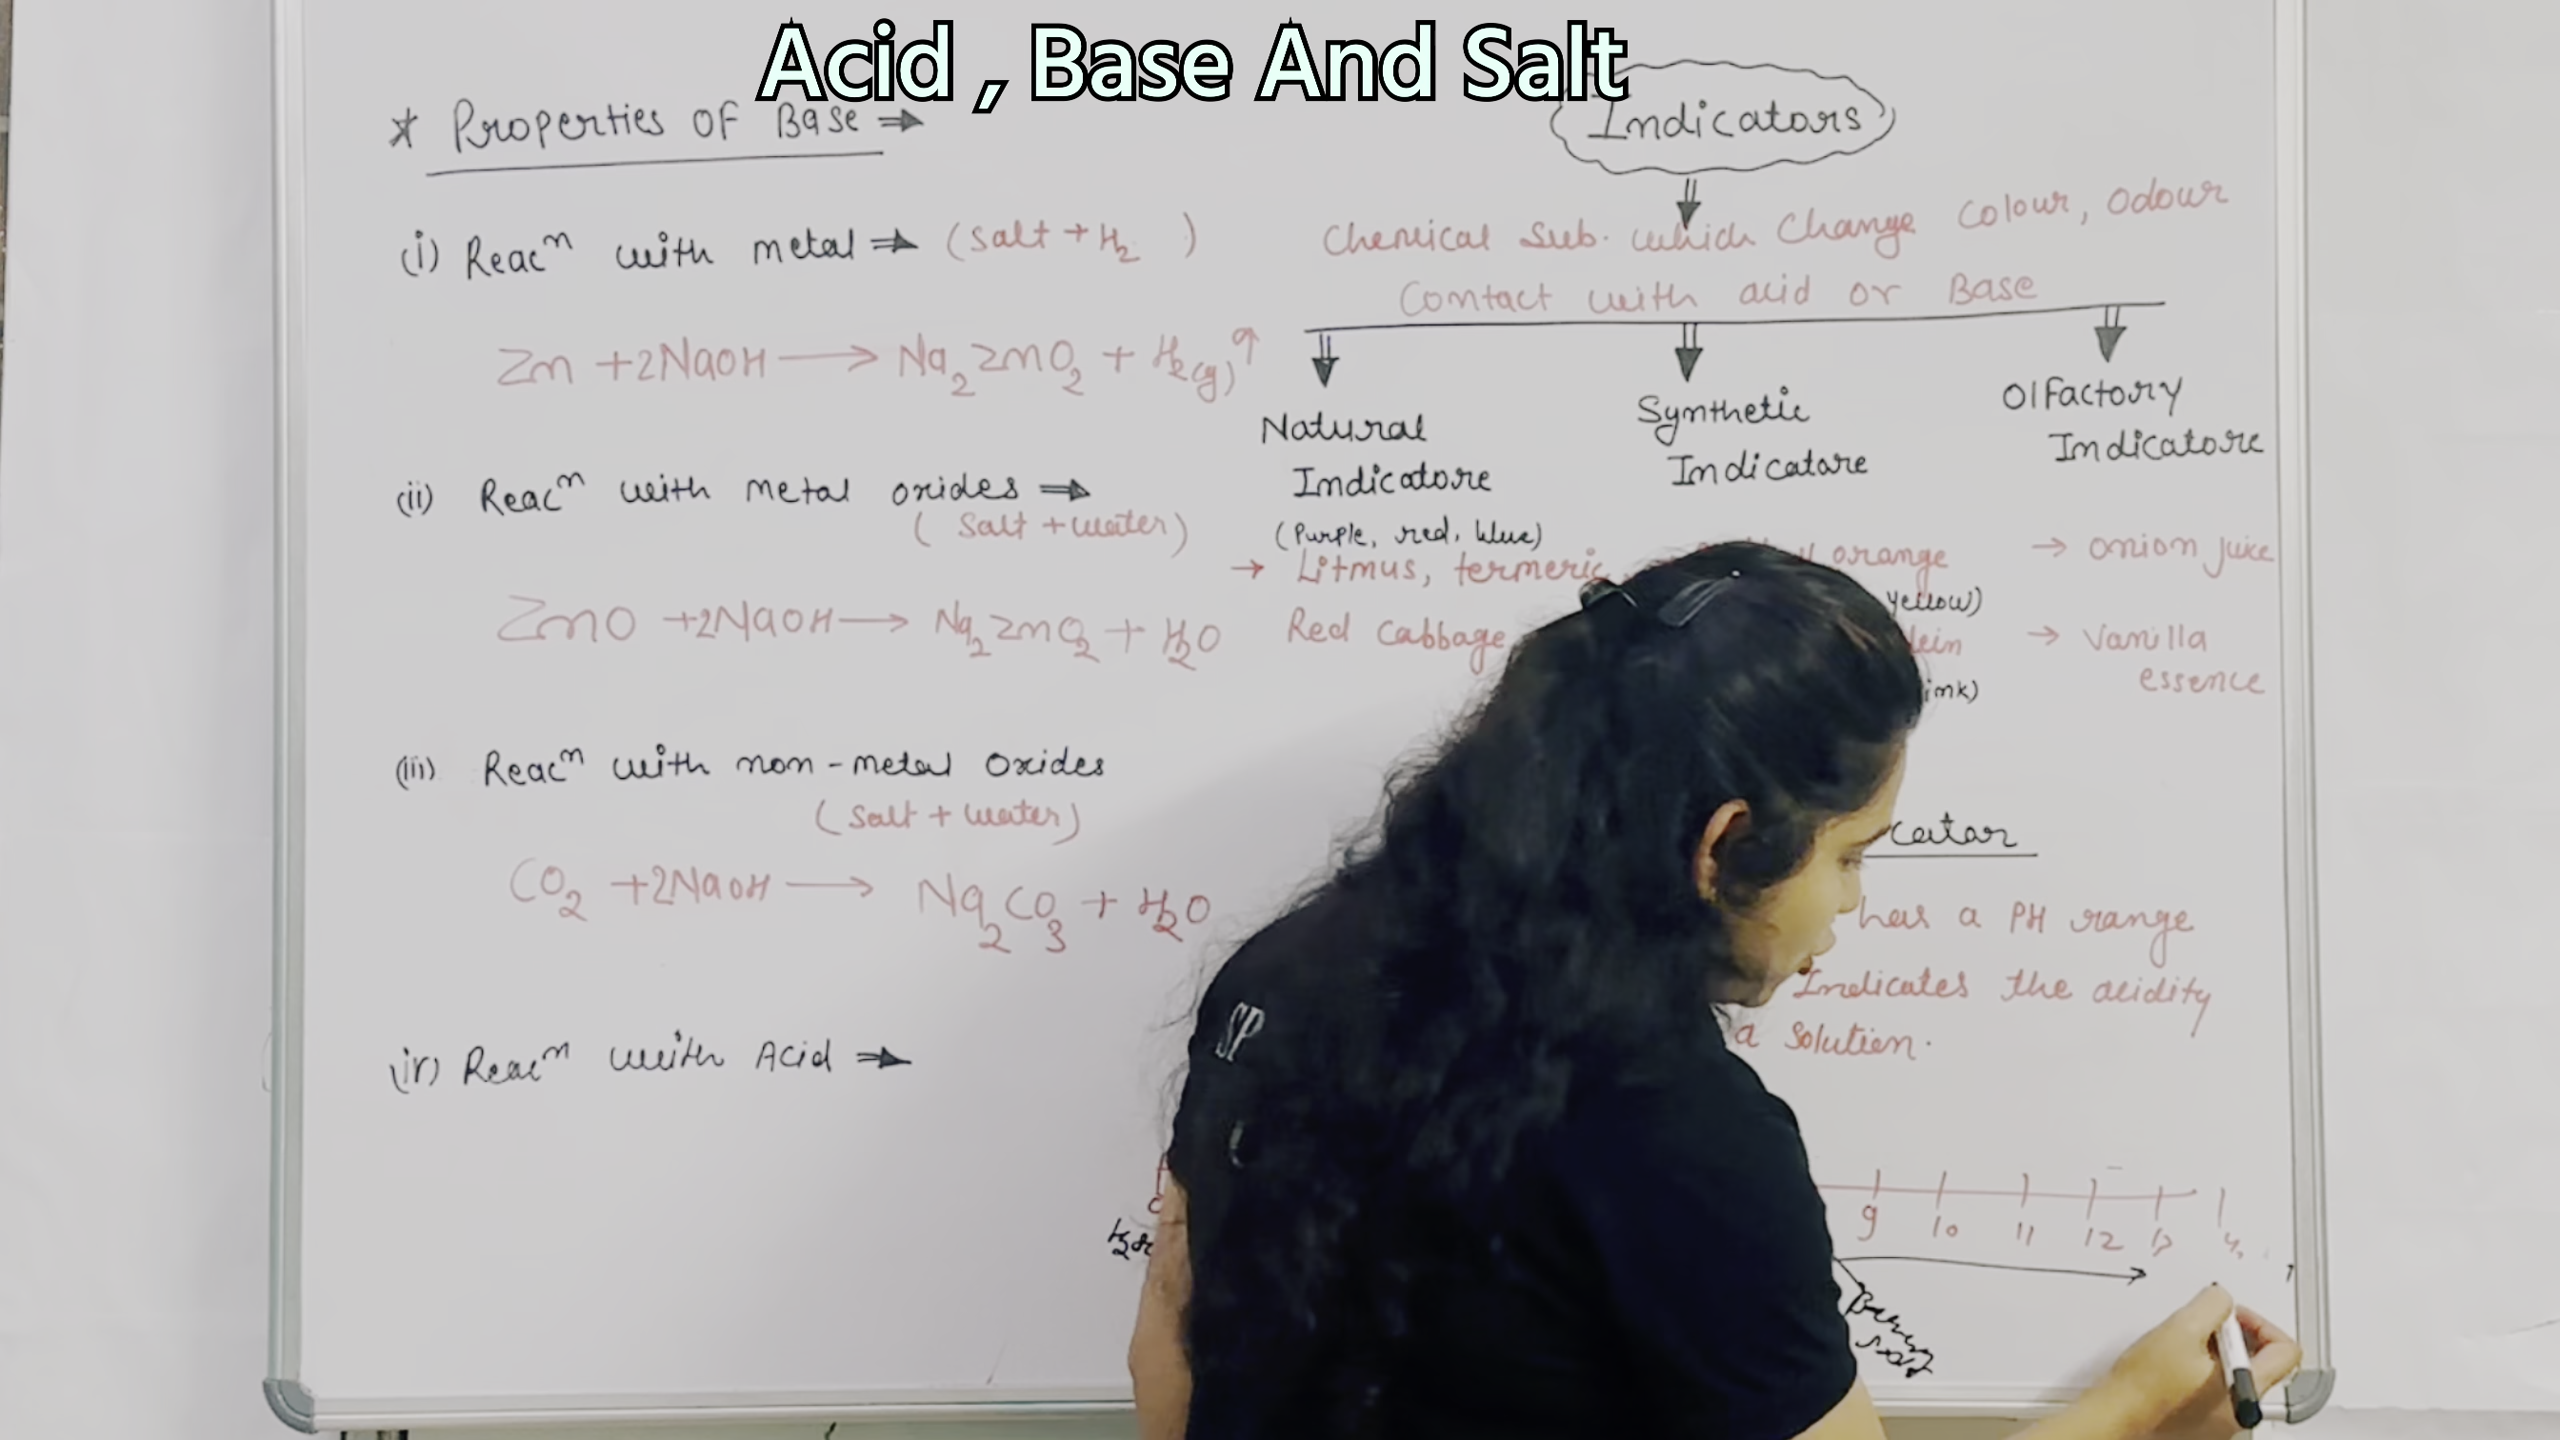 Acid , Base And Salt
* Properties OF Base ⇒
(i) Reacⁿ with metal ⇒ (Salt + H₂ )
Zn + 2NaOH ⟶ Na₂ZnO₂ + H₂(g)↑
(ii) Reacⁿ with metal oxides ⇒
( Salt + water)
ZnO + 2NaOH ⟶ Na₂ZnO₂ + H₂O
(iii) Reacⁿ with non-metal Oxides
( Salt + water)
CO₂ + 2NaOH ⟶ Na₂CO₃ + H₂O
(iv) Reacⁿ with Acid ⇒
Indicators
Chemical Sub. which Change Colour, Odour
Contact with acid or Base
Natural
Indicatore
(Purple, red, blue)
→ Litmus, termeric
Red Cabbage
Synthetic
Indicatore
orange
yellow)
Olfactory
Indicatore
→ Onion Juice
→ Vanilla
essence
has a PH range
Indicates the acidity
a Solution.
9 10 11 12 13